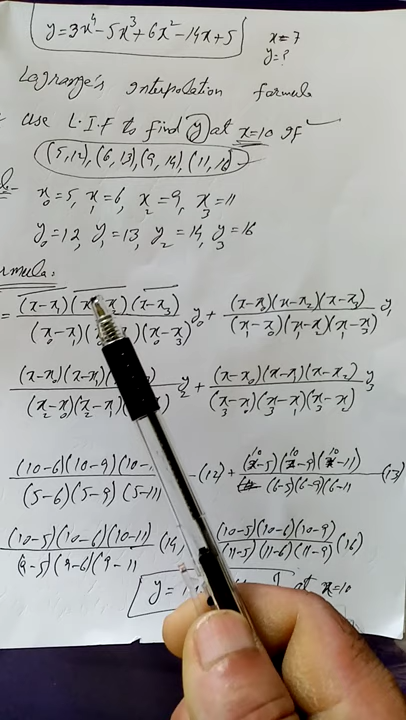 y=3x⁴-5x³+6x²-14x+5
x=7
y=?
Lagrange's interpolation formula
use L.I.F to find y at x=10 if
(5,12),(6,13),(9,14),(11,16)
x₀=5, x₁=6, x₂=9, x₃=11
y₀=12, y₁=13, y₂=14, y₃=16
= (x-x₁)(x-x₂)(x-x₃) y₀ + (x-x₀)(x-x₂)(x-x₃) y₁
(x₀-x₁) (x₀-x₃) (x₁-x₀)(x₁-x₂)(x₁-x₃)
(x-x₀)(x-x₁)(x y₂ + (x-x₀)(x-x₁)(x-x₂) y₃
(x₂-x₀)(x₂-x₁) (x₃-x₀)(x₃-x₁)(x₃-x₂)
(10-6)(10-9)(10- (12) + (10-5)(10-9)(10-11) (13)
(5-6)(5-9)(5-11 (6-5)(6-9)(6-11
(10-5)(10-6)(10-11) (14) (10-5)(10-6)(10-9) (16)
(9-5)(9-6)(9-11 (11-5)(11-6)(11-9)
y=1 at x=10